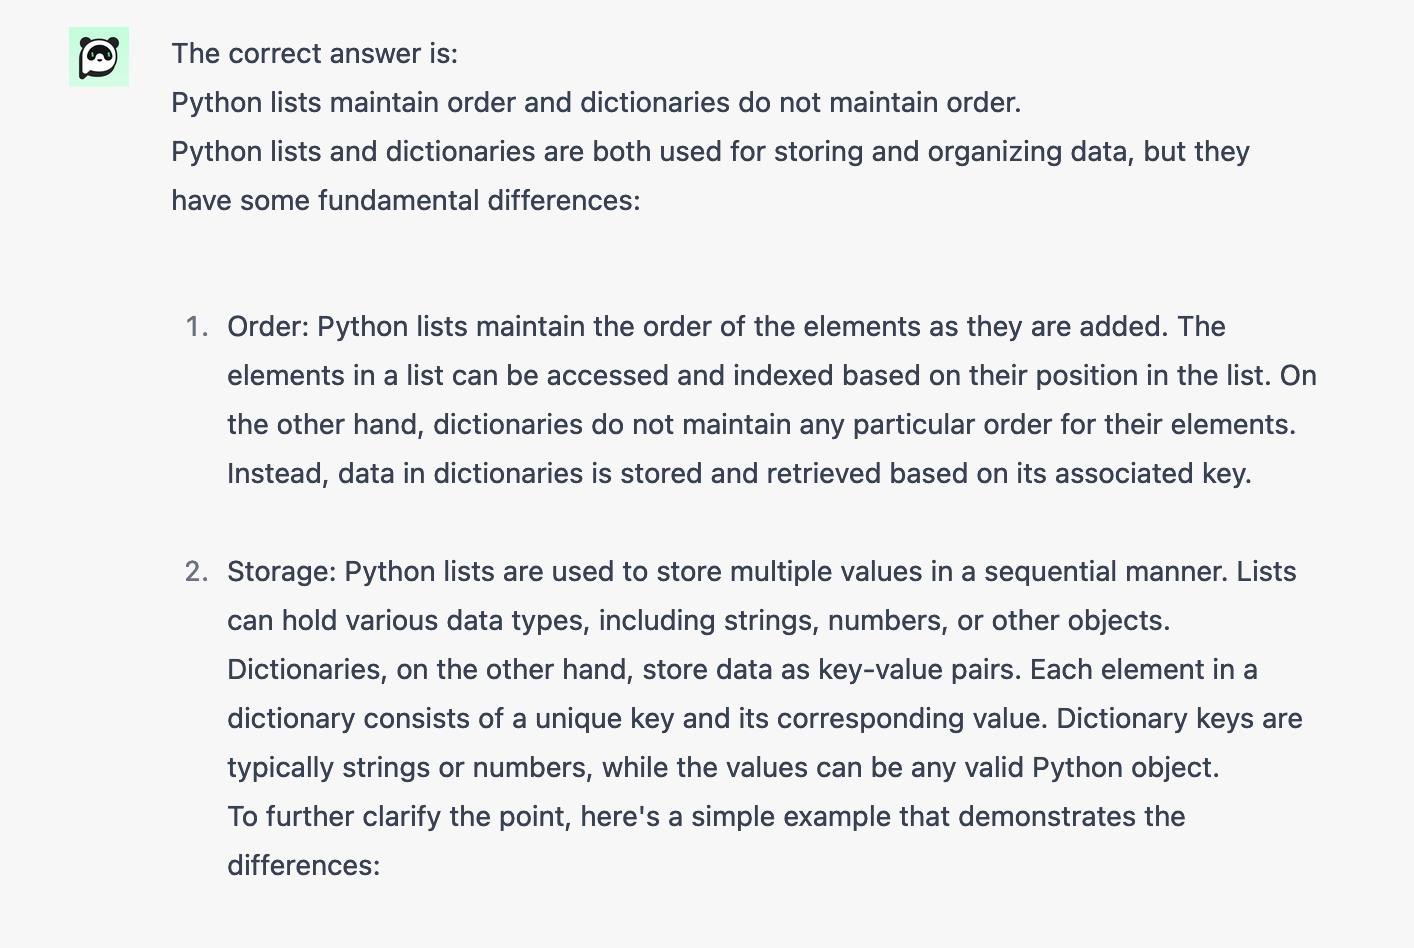 The correct answer is:
Python lists maintain order and dictionaries do not maintain order.
Python lists and dictionaries are both used for storing and organizing data, but they
have some fundamental differences:
1. Order: Python lists maintain the order of the elements as they are added. The
elements in a list can be accessed and indexed based on their position in the list. On
the other hand, dictionaries do not maintain any particular order for their elements.
Instead, data in dictionaries is stored and retrieved based on its associated key.
2. Storage: Python lists are used to store multiple values in a sequential manner. Lists
can hold various data types, including strings, numbers, or other objects.
Dictionaries, on the other hand, store data as key-value pairs. Each element in a
dictionary consists of a unique key and its corresponding value. Dictionary keys are
typically strings or numbers, while the values can be any valid Python object.
To further clarify the point, here's a simple example that demonstrates the
differences: